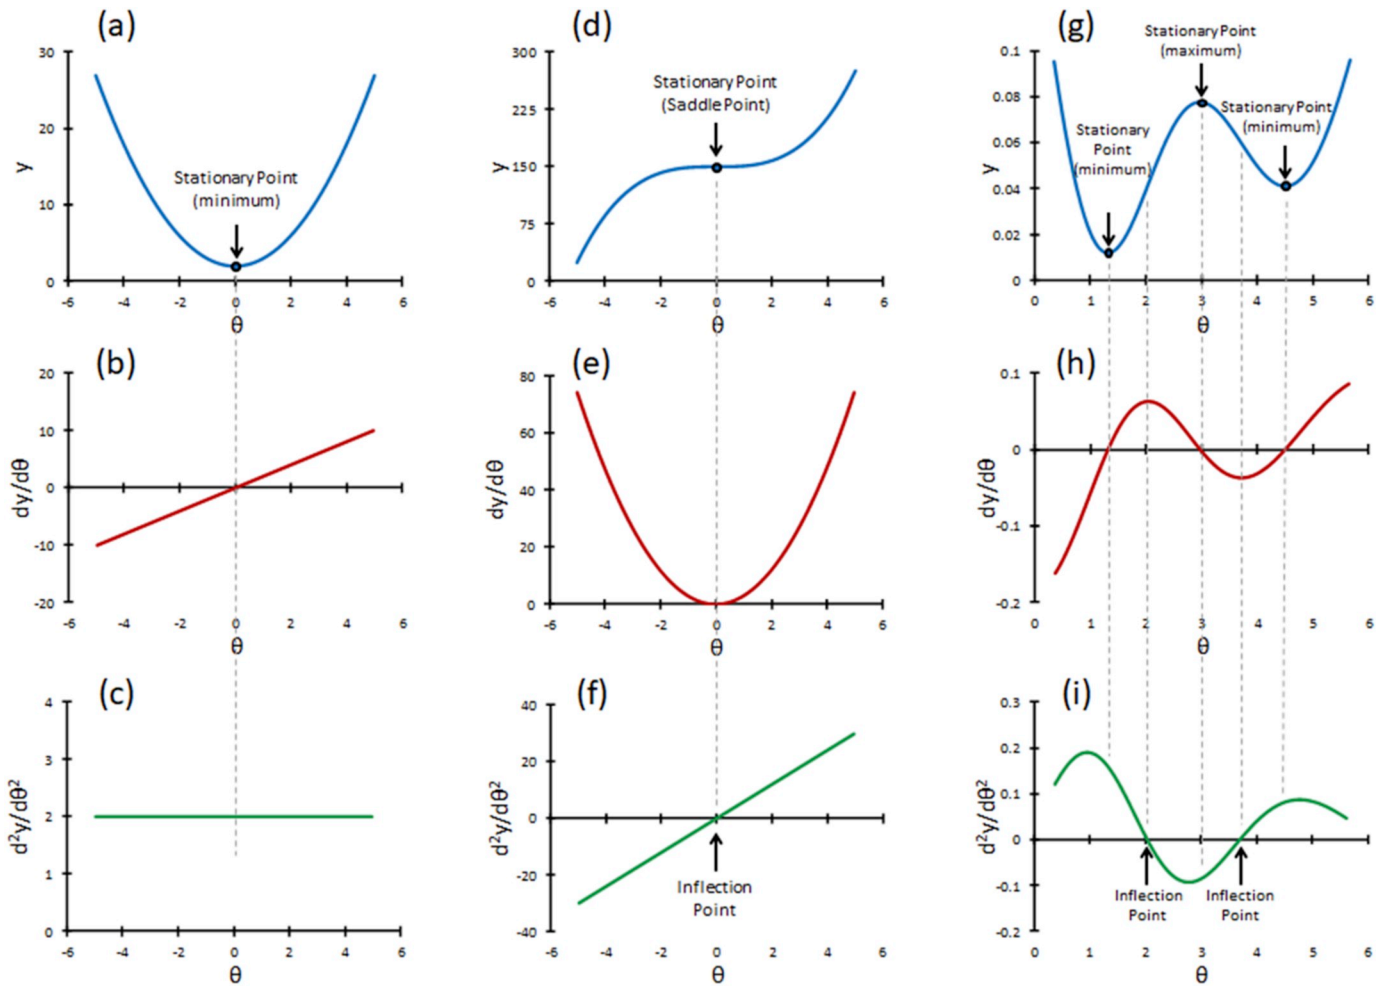 (a)
30
20
10
0
y
Stationary Point
(minimum)
-6
-4
-2
0
2
4
6
θ
(d)
300
225
150
75
0
y
Stationary Point
(Saddle Point)
-6
-4
-2
0
2
4
6
θ
(g)
0.1
0.08
0.06
0.04
0.02
0
y
Stationary Point
(maximum)
Stationary
Point
(minimum)
Stationary Point
(minimum)
0
1
2
3
4
5
6
θ
(b)
20
10
0
-10
-20
dy/dθ
-6
-4
-2
0
2
4
6
θ
(e)
80
60
40
20
0
dy/dθ
-6
-4
-2
0
2
4
6
θ
(h)
0.1
0
-0.1
-0.2
dy/dθ
0
1
2
3
4
5
6
θ
(c)
4
3
2
1
0
d²y/dθ²
-6
-4
-2
0
2
4
6
θ
(f)
40
20
0
-20
-40
d²y/dθ²
Inflection
Point
-6
-4
-2
0
2
4
6
θ
(i)
0.3
0.2
0.1
0
-0.1
-0.2
d²y/dθ²
Inflection
Point
Inflection
Point
0
1
2
3
4
5
6
θ